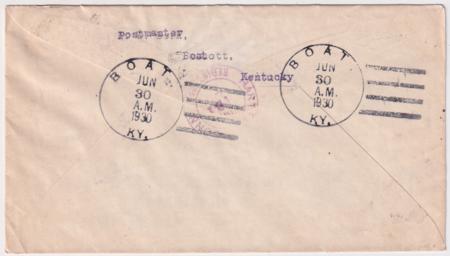 Postmaster,
Bostott,
Kentucky
BOAT
JUN
30
A.M.
1930
KY.
BOAT
JUN
30
A.M.
1930
KY.